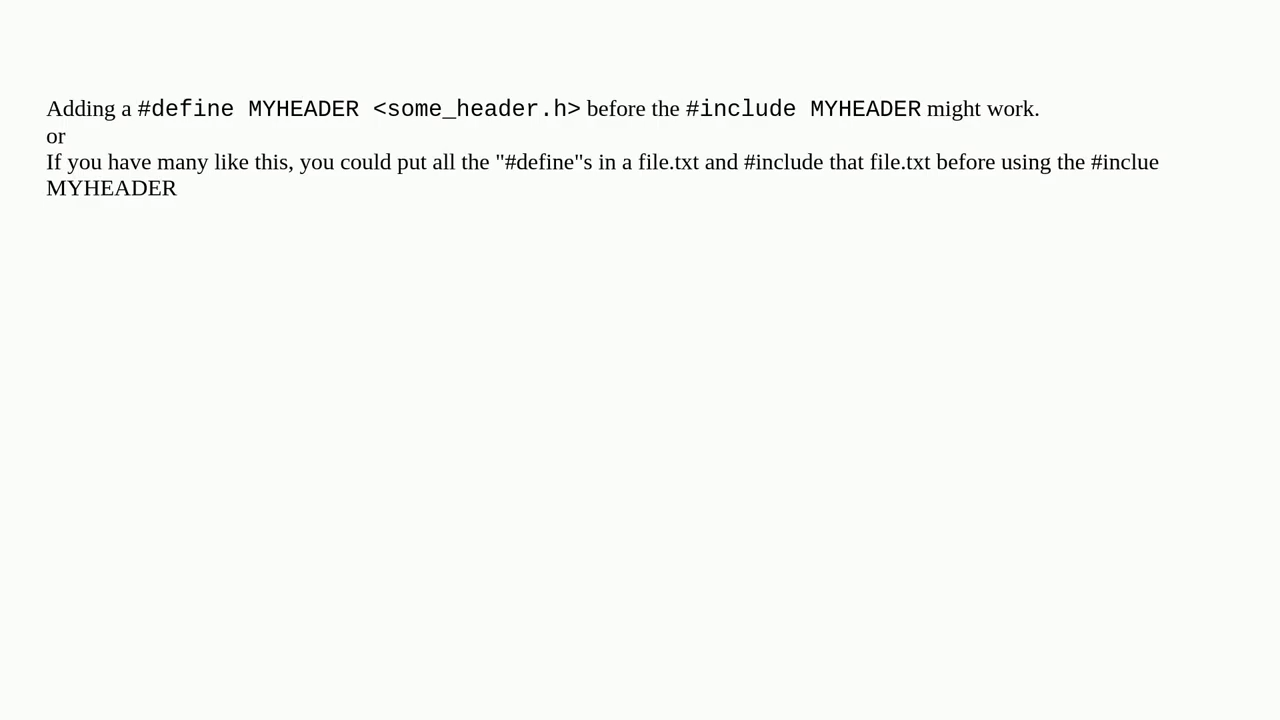 Adding a #define MYHEADER <some_header.h> before the #include MYHEADER might work.
or
If you have many like this, you could put all the "#define"s in a file.txt and #include that file.txt before using the #inclue
MYHEADER